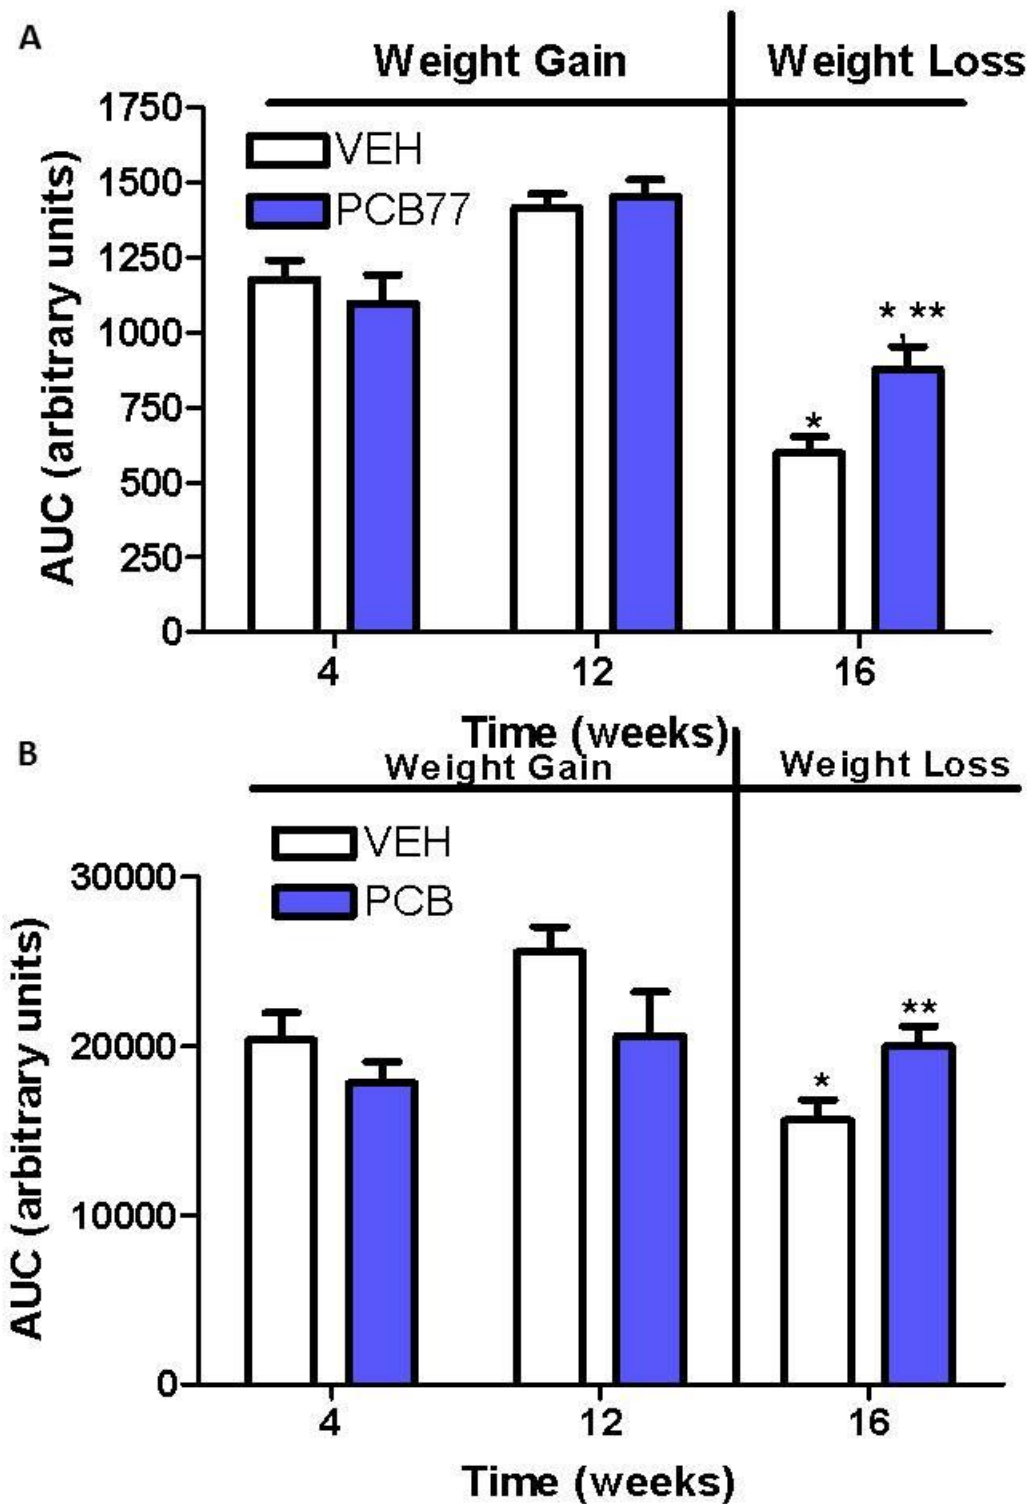 A
Weight Gain
Weight Loss
AUC (arbitrary units)
1750
1500
1250
1000
750
500
250
0
VEH
PCB77
*
* **
4
12
16
Time (weeks)
B
Weight Gain
Weight Loss
AUC (arbitrary units)
30000
20000
10000
0
VEH
PCB
*
**
4
12
16
Time (weeks)